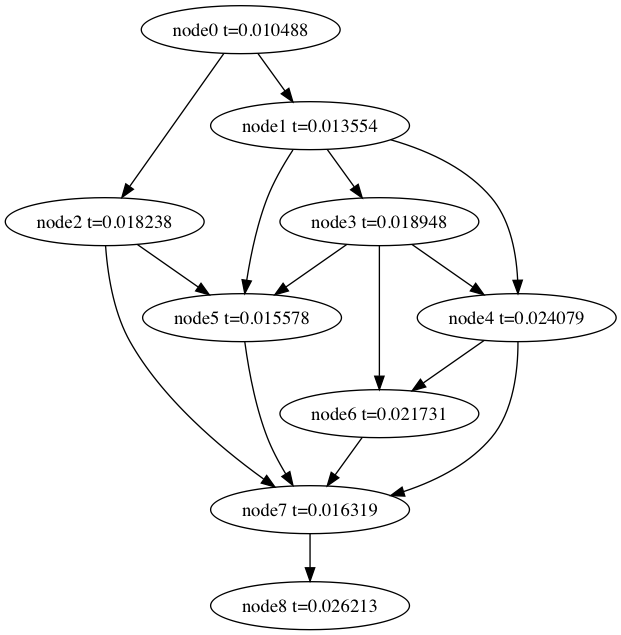 node0 t=0.010488
node1 t=0.013554
node2 t=0.018238
node3 t=0.018948
node5 t=0.015578
node4 t=0.024079
node6 t=0.021731
node7 t=0.016319
node8 t=0.026213